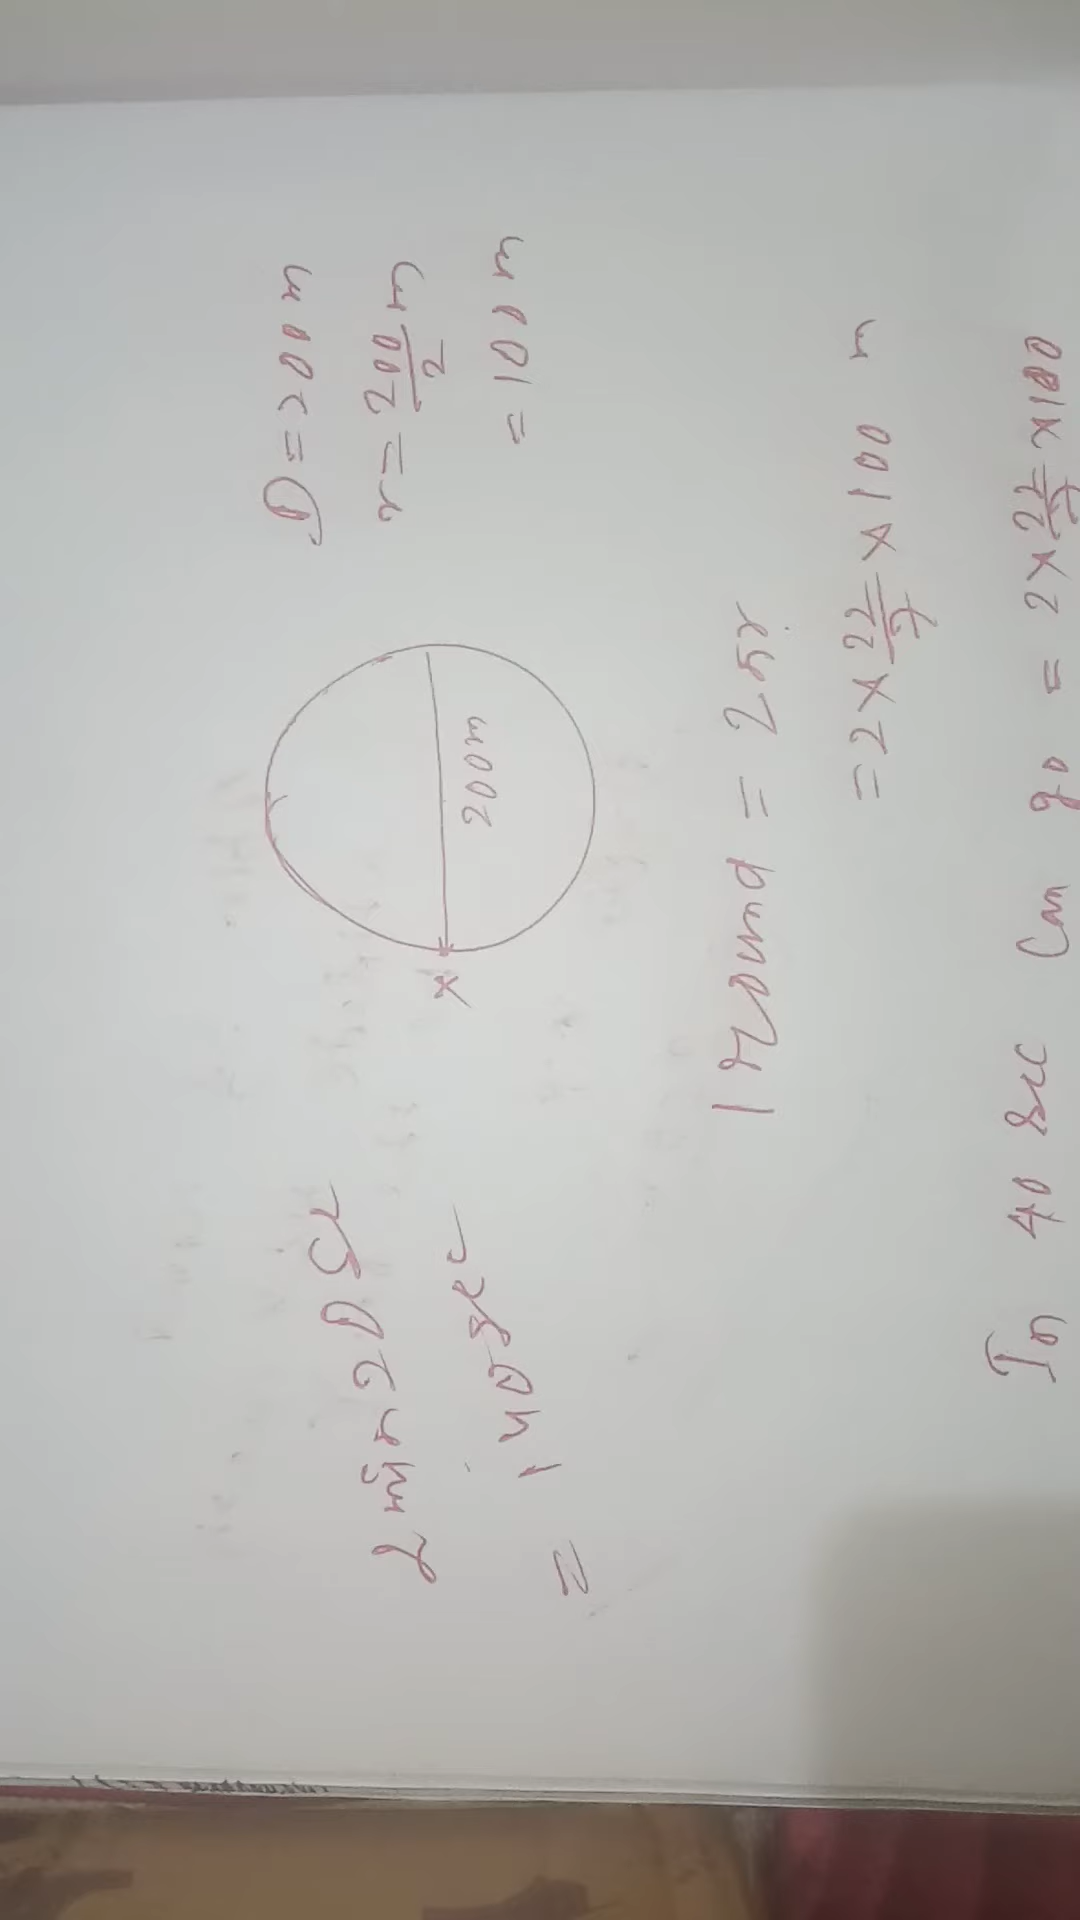 D = 200 m
r = 200/2 m
= 100 m
200m
X
2 min 20 sec
= 140 sec
1 round = 2πr
= 2 × 22/7 × 100 m
In 40 sec can go = 2 × 22/7 × 100